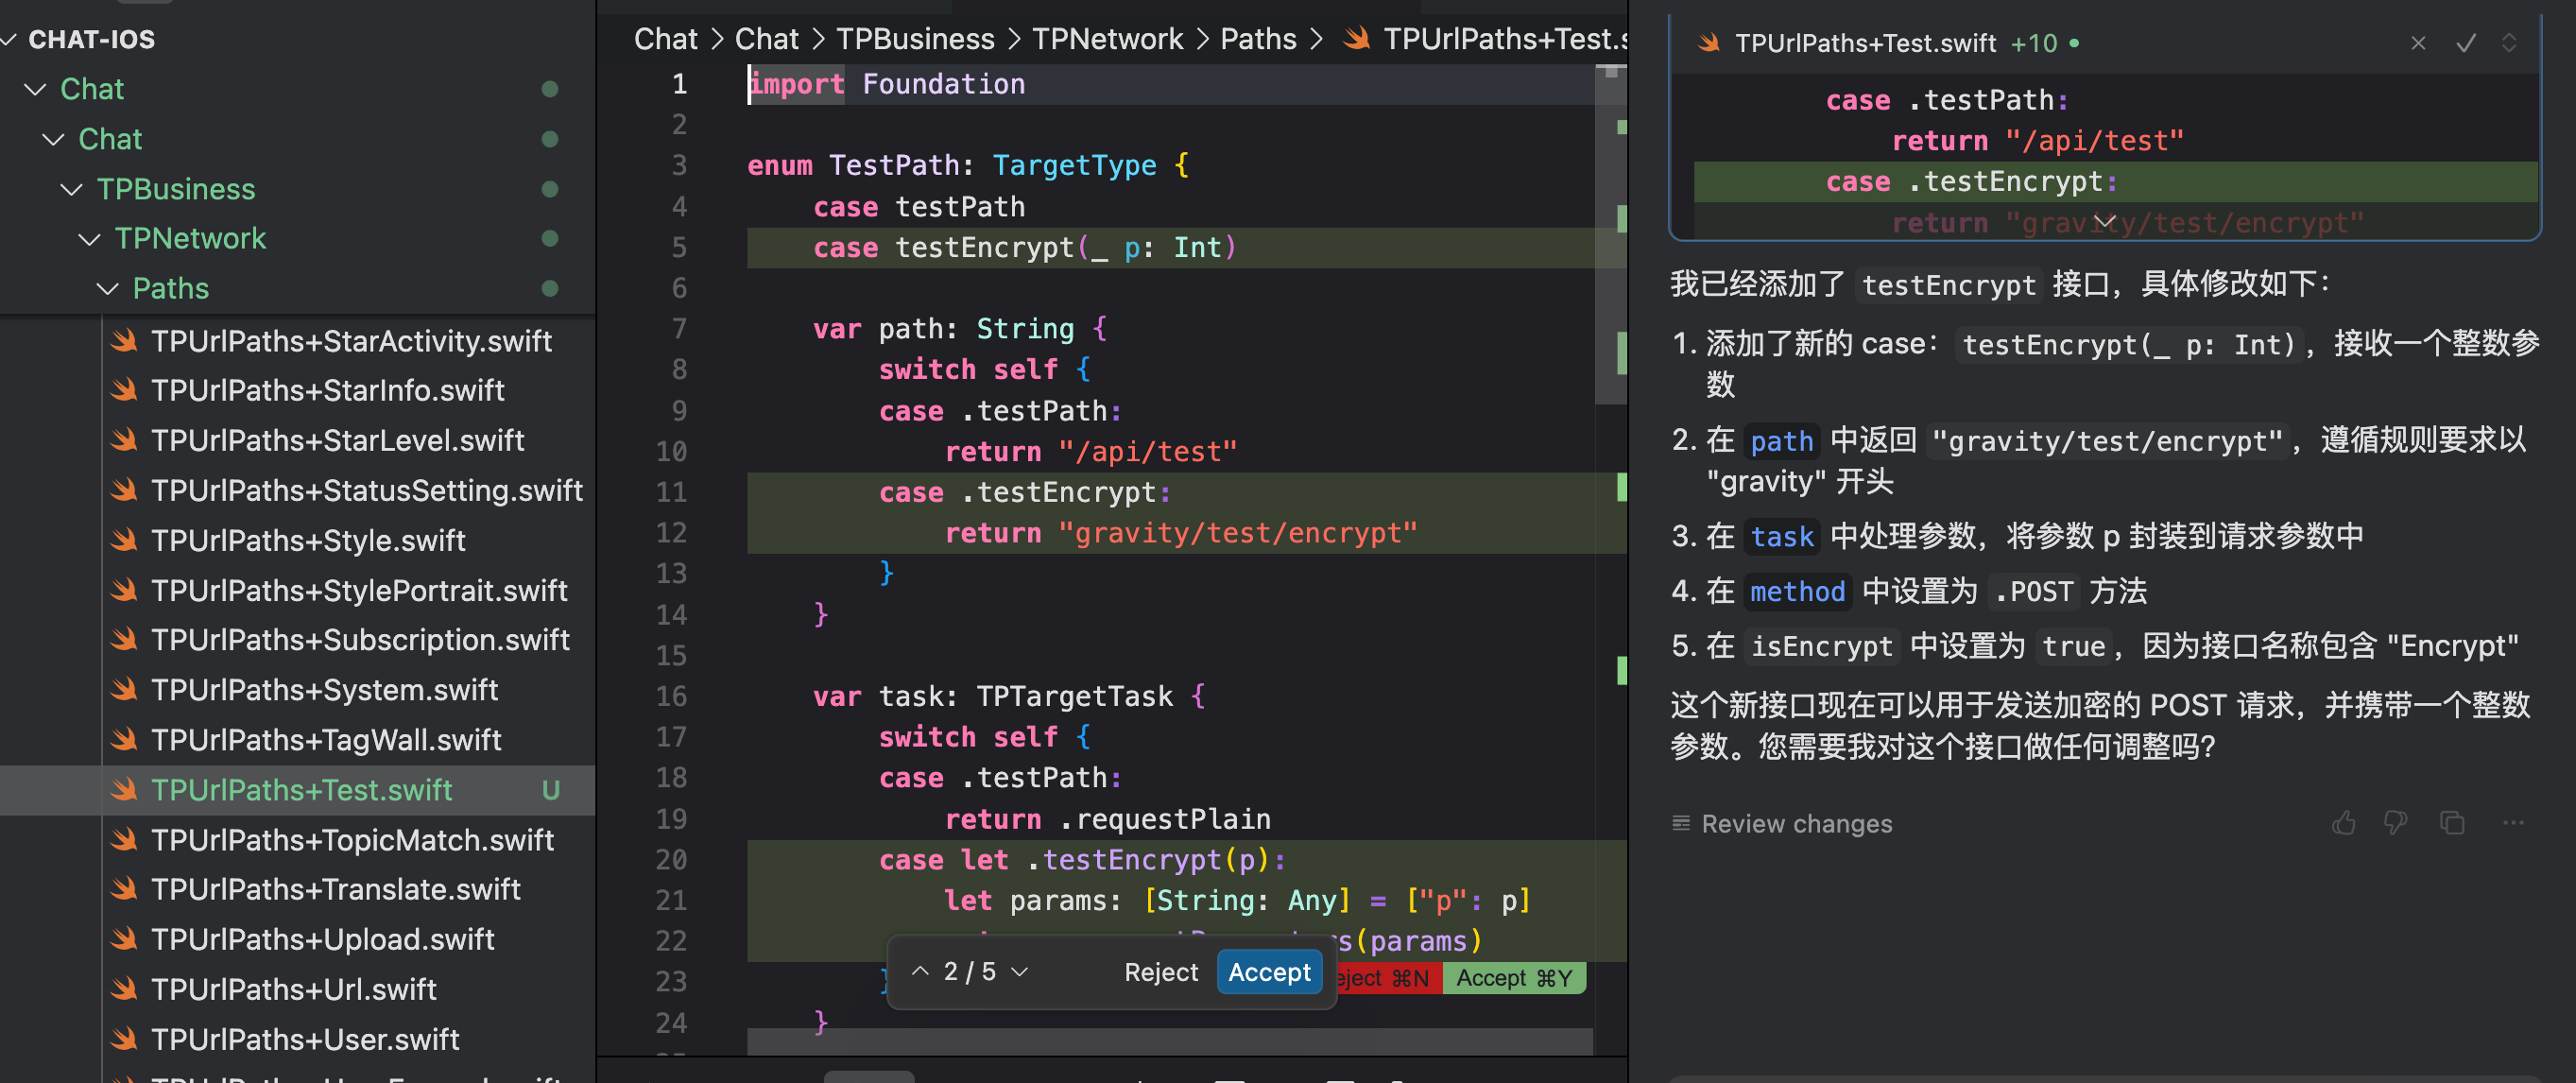 CHAT-IOS
Chat
Chat
TPBusiness
TPNetwork
Paths
TPUrlPaths+StarActivity.swift
TPUrlPaths+StarInfo.swift
TPUrlPaths+StarLevel.swift
TPUrlPaths+StatusSetting.swift
TPUrlPaths+Style.swift
TPUrlPaths+StylePortrait.swift
TPUrlPaths+Subscription.swift
TPUrlPaths+System.swift
TPUrlPaths+TagWall.swift
TPUrlPaths+Test.swift U
TPUrlPaths+TopicMatch.swift
TPUrlPaths+Translate.swift
TPUrlPaths+Upload.swift
TPUrlPaths+Url.swift
TPUrlPaths+User.swift
Chat > Chat > TPBusiness > TPNetwork > Paths > TPUrlPaths+Test.s
1 import Foundation
2
3 enum TestPath: TargetType {
4 case testPath
5 case testEncrypt(_ p: Int)
6
7 var path: String {
8 switch self {
9 case .testPath:
10 return "/api/test"
11 case .testEncrypt:
12 return "gravity/test/encrypt"
13 }
14 }
15
16 var task: TPTargetTask {
17 switch self {
18 case .testPath:
19 return .requestPlain
20 case let .testEncrypt(p):
21 let params: [String: Any] = ["p": p]
22 s(params)
23 }
24 }
2 / 5 Reject Accept
eject ⌘N Accept ⌘Y
TPUrlPaths+Test.swift +10
case .testPath:
return "/api/test"
case .testEncrypt:
return "gravity/test/encrypt"
我已经添加了 testEncrypt 接口，具体修改如下：
1. 添加了新的 case：testEncrypt(_ p: Int)，接收一个整数参
数
2. 在 path 中返回 "gravity/test/encrypt"，遵循规则要求以
"gravity" 开头
3. 在 task 中处理参数，将参数 p 封装到请求参数中
4. 在 method 中设置为 .POST 方法
5. 在 isEncrypt 中设置为 true，因为接口名称包含 "Encrypt"
这个新接口现在可以用于发送加密的 POST 请求，并携带一个整数
参数。您需要我对这个接口做任何调整吗？
Review changes